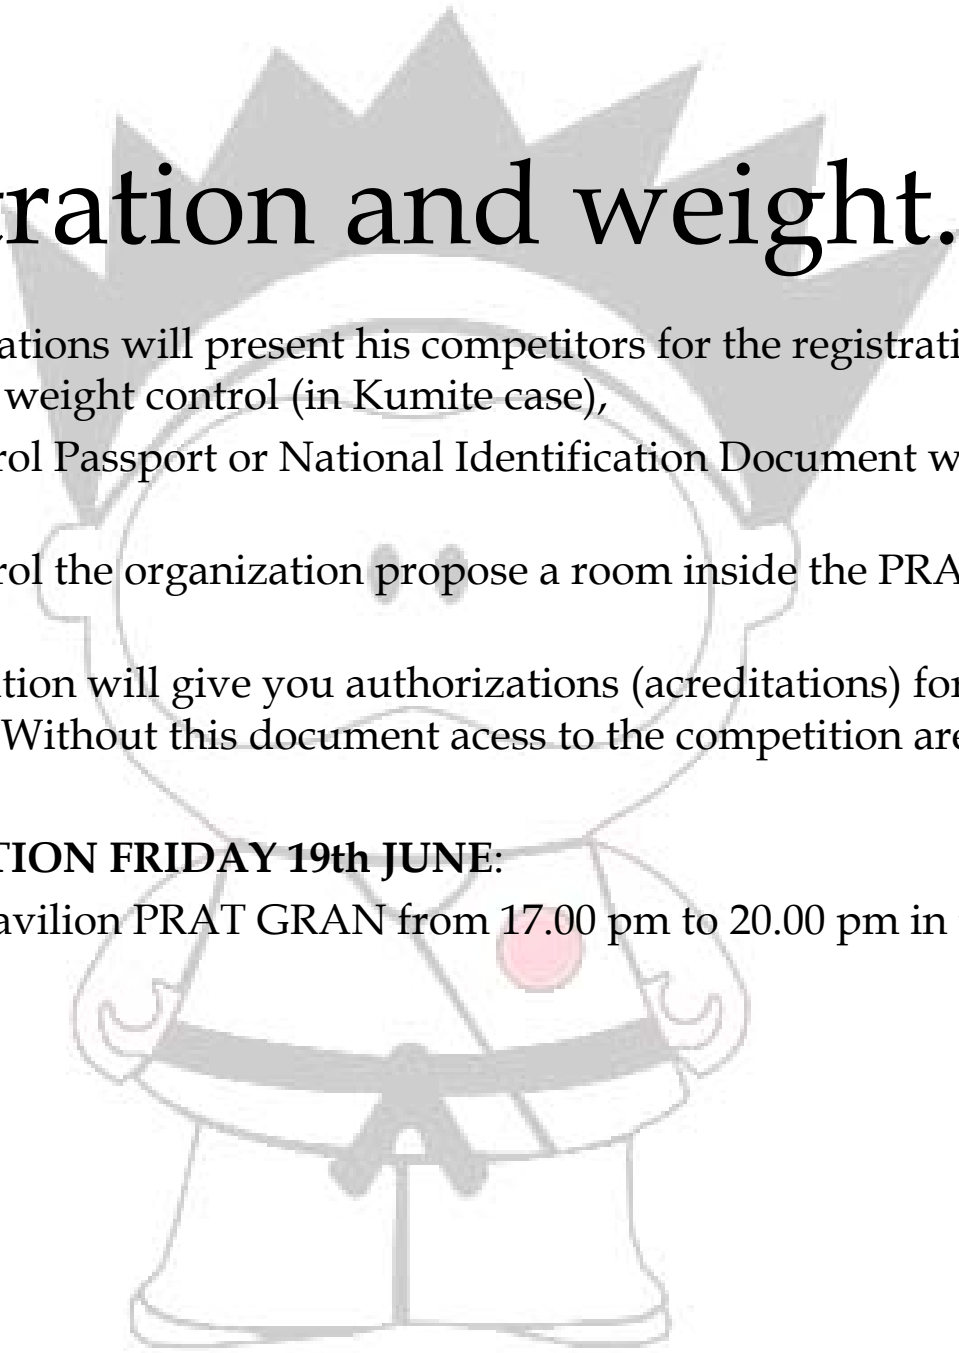 tration and weight.
ations will present his competitors for the registrati
weight control (in Kumite case),
rol Passport or National Identification Document w
rol the organization propose a room inside the PRA
tion will give you authorizations (acreditations) for
Without this document acess to the competition are
TION FRIDAY 19th JUNE:
avilion PRAT GRAN from 17.00 pm to 20.00 pm in